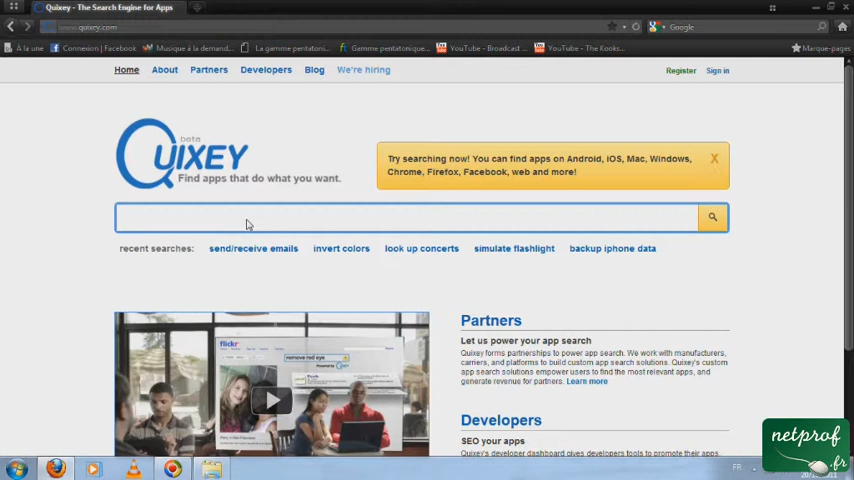 Quixey - The Search Engine for Apps
www.quixey.com
Google
À la une
Connexion | Facebook
Musique à la demand...
La gamme pentatoni...
Gamme pentatonique...
YouTube - Broadcast ...
YouTube - The Kooks...
Marque-pages
Home
About
Partners
Developers
Blog
We're hiring
Register
Sign in
beta
QUIXEY
Find apps that do what you want.
Try searching now! You can find apps on Android, iOS, Mac, Windows,
Chrome, Firefox, Facebook, web and more!
X
recent searches: send/receive emails invert colors look up concerts simulate flashlight backup iphone data
flickr
remove red eye
Partners
Let us power your app search
Quixey forms partnerships to power app search. We work with manufacturers,
carriers, and platforms to build custom app search solutions. Quixey's custom
app search solutions empower users to find the most relevant apps, and
generate revenue for partners. Learn more
Developers
SEO your apps
Quixey's developer dashboard gives developers tools to promote their apps.
FR
netprof
.fr